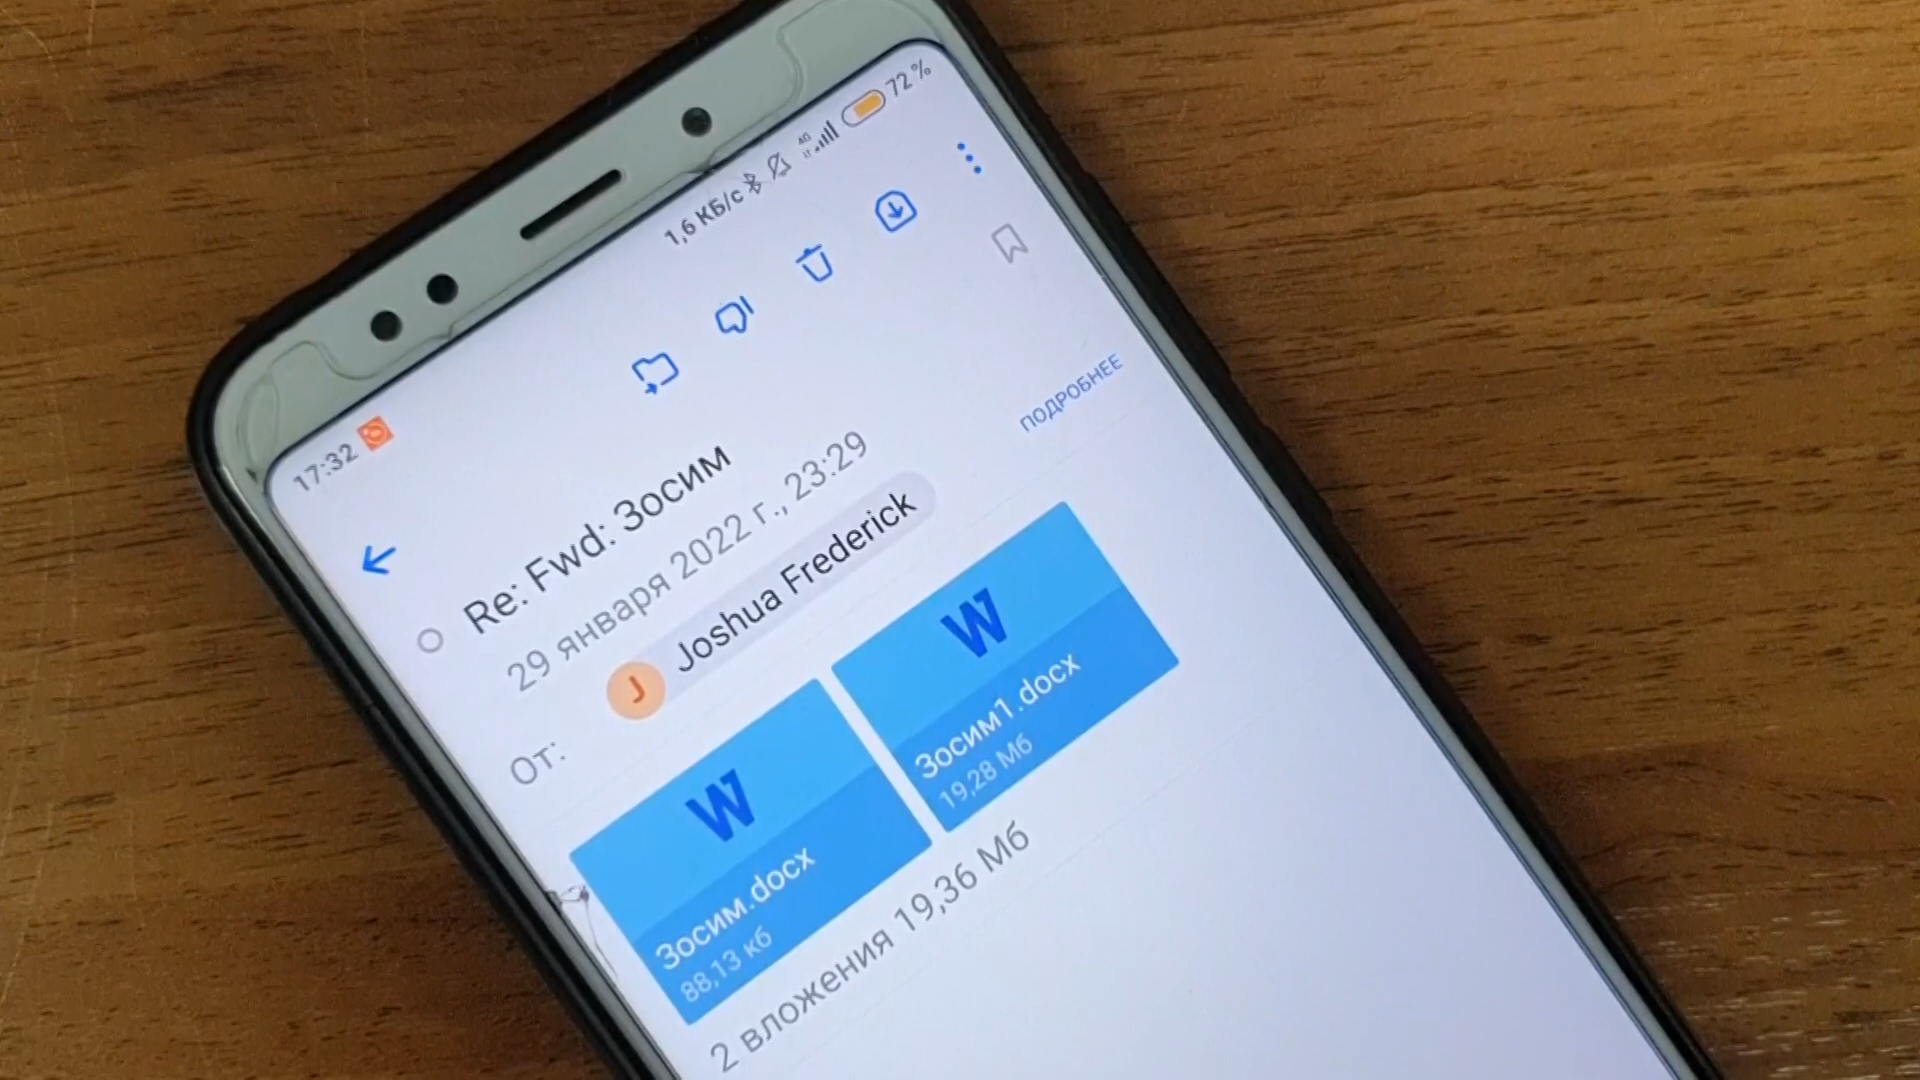 17:32 1,6 КБ/с 4G 72 %
Re: Fwd: Зосим
29 января 2022 г., 23:29
От: J Joshua Frederick ПОДРОБНЕЕ
W
Зосим.docx
88,13 кб
W
Зосим1.docx
19,28 Мб
2 вложения 19,36 Мб